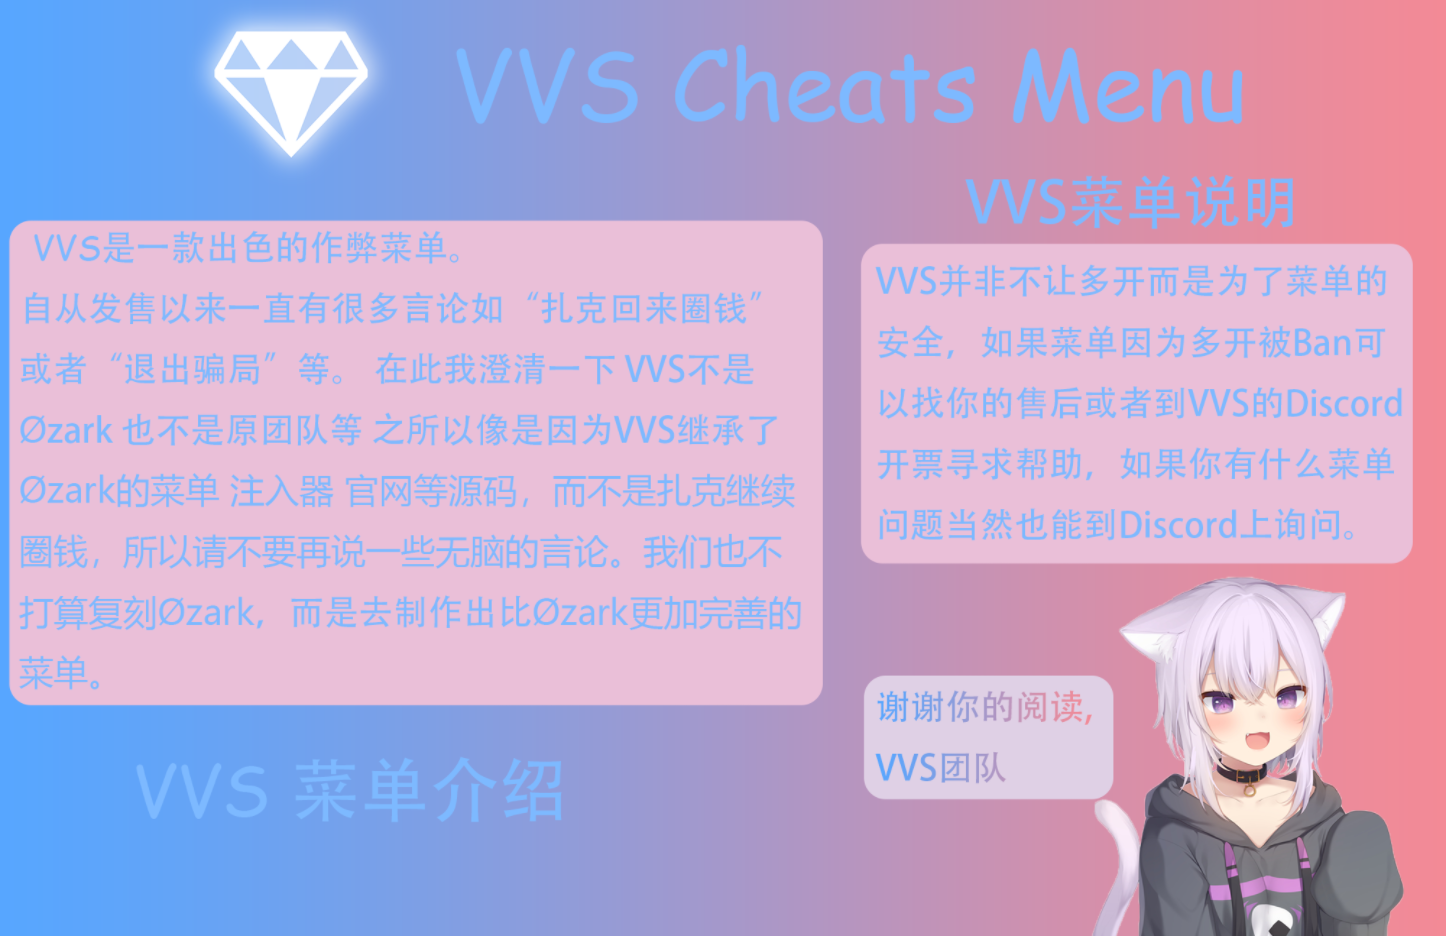 VVS Cheats Menu
VVS是一款出色的作弊菜单。
自从发售以来一直有很多言论如“扎克回来圈钱”
或者“退出骗局”等。 在此我澄清一下 VVS不是
Øzark 也不是原团队等 之所以像是因为VVS继承了
Øzark的菜单 注入器 官网等源码，而不是扎克继续
圈钱，所以请不要再说一些无脑的言论。我们也不
打算复刻Øzark，而是去制作出比Øzark更加完善的
菜单。
VVS 菜单介绍
VVS菜单说明
VVS并非不让多开而是为了菜单的
安全，如果菜单因为多开被Ban可
以找你的售后或者到VVS的Discord
开票寻求帮助，如果你有什么菜单
问题当然也能到Discord上询问。
谢谢你的阅读,
VVS团队